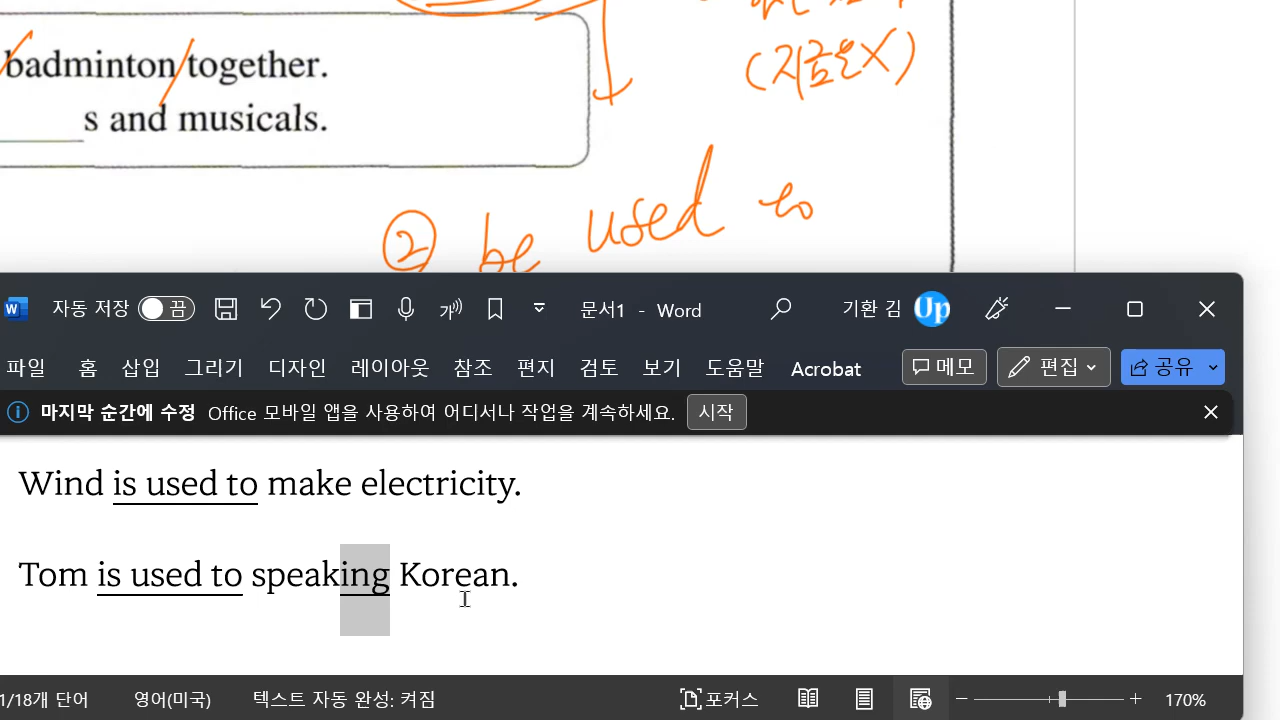 badminton/together.
(지금은X)
s and musicals.
② be used to
자동 저장 끔 가 문서1 - Word 기환 김 Up
파일 홈 삽입 그리기 디자인 레이아웃 참조 편지 검토 보기 도움말 Acrobat 메모 편집 공유
마지막 순간에 수정 Office 모바일 앱을 사용하여 어디서나 작업을 계속하세요. 시작
Wind is used to make electricity.
Tom is used to speaking Korean.
1/18개 단어 영어(미국) 텍스트 자동 완성: 켜짐 포커스 170%